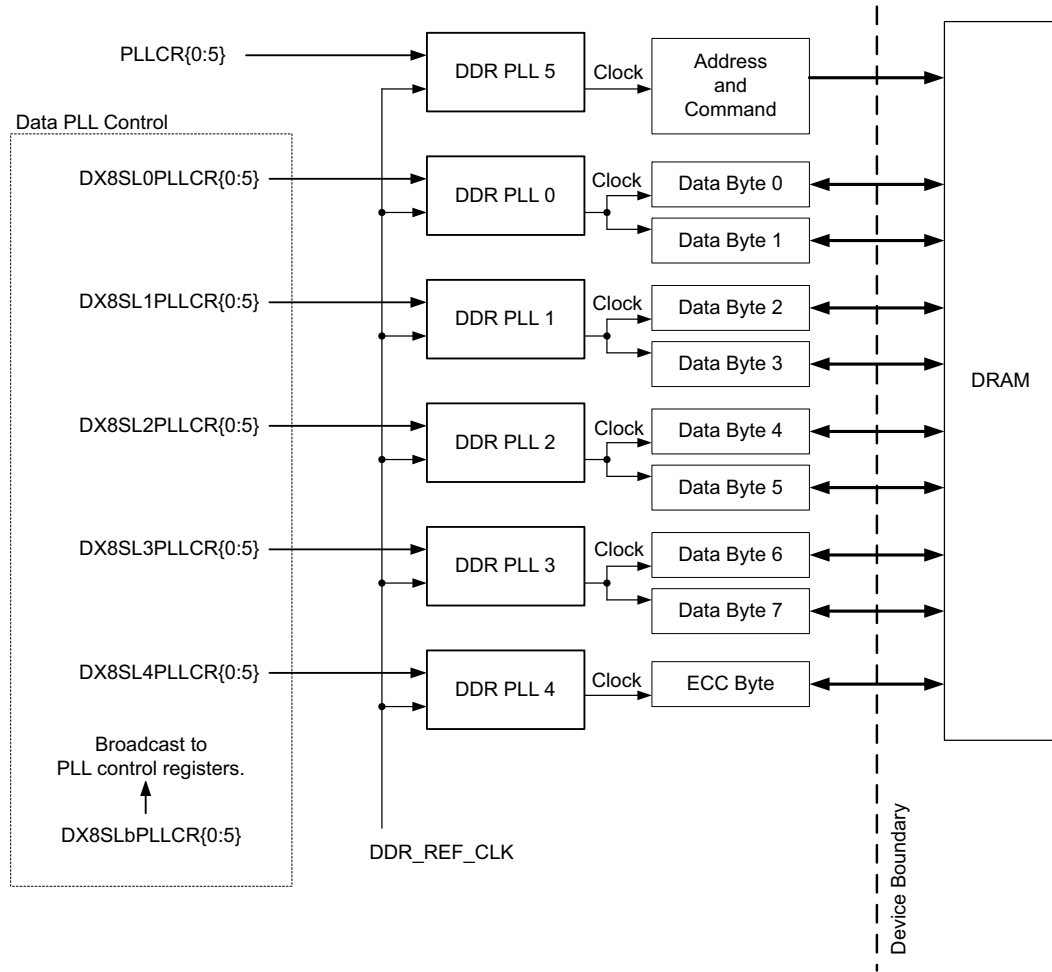 PLLCR{0:5}
DDR PLL 5
Clock
Address
and
Command
Data PLL Control
DX8SL0PLLCR{0:5}
DDR PLL 0
Clock
Data Byte 0
Data Byte 1
DX8SL1PLLCR{0:5}
DDR PLL 1
Clock
Data Byte 2
Data Byte 3
DRAM
DX8SL2PLLCR{0:5}
DDR PLL 2
Clock
Data Byte 4
Data Byte 5
DX8SL3PLLCR{0:5}
DDR PLL 3
Clock
Data Byte 6
Data Byte 7
DX8SL4PLLCR{0:5}
DDR PLL 4
Clock
ECC Byte
Broadcast to
PLL control registers.
DX8SLbPLLCR{0:5}
DDR_REF_CLK
Device Boundary